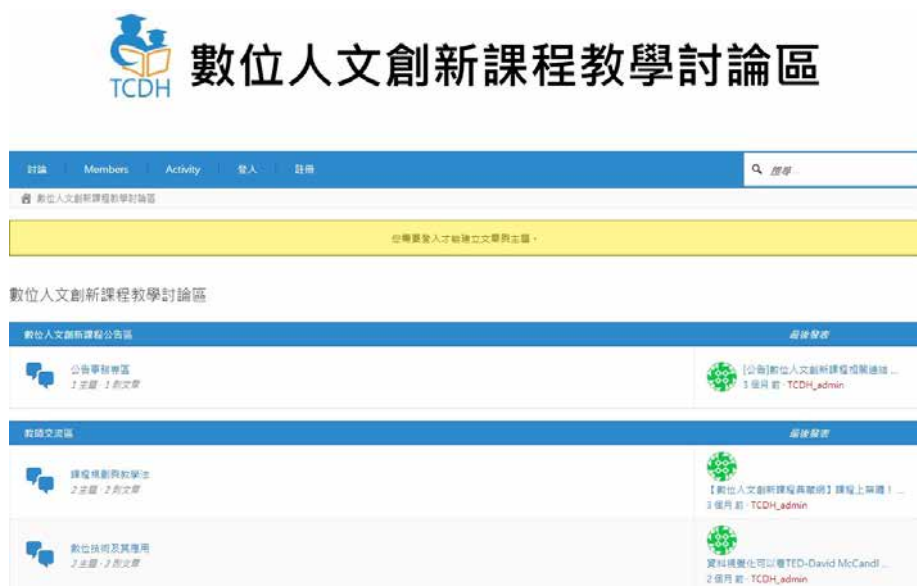 TCDH
數位人文創新課程教學討論區
討論 Members Activity 登入 註冊
搜尋...
數位人文創新課程教學討論區
您需要登入才能建立文章與主題。
數位人文創新課程教學討論區
數位人文創新課程公告區 最後發表
公告事務專區
1 主題 · 1 則文章
[公告]數位人文創新課程相關連結 ...
3 個月 前 · TCDH_admin
教師交流區 最後發表
課程規劃與教學法
2 主題 · 2 則文章
【數位人文創新課程典藏網】課程上架囉！ ...
3 個月 前 · TCDH_admin
數位技術及其應用
3 主題 · 3 則文章
資料視覺化可以看TED-David McCandl ...
2 個月 前 · TCDH_admin